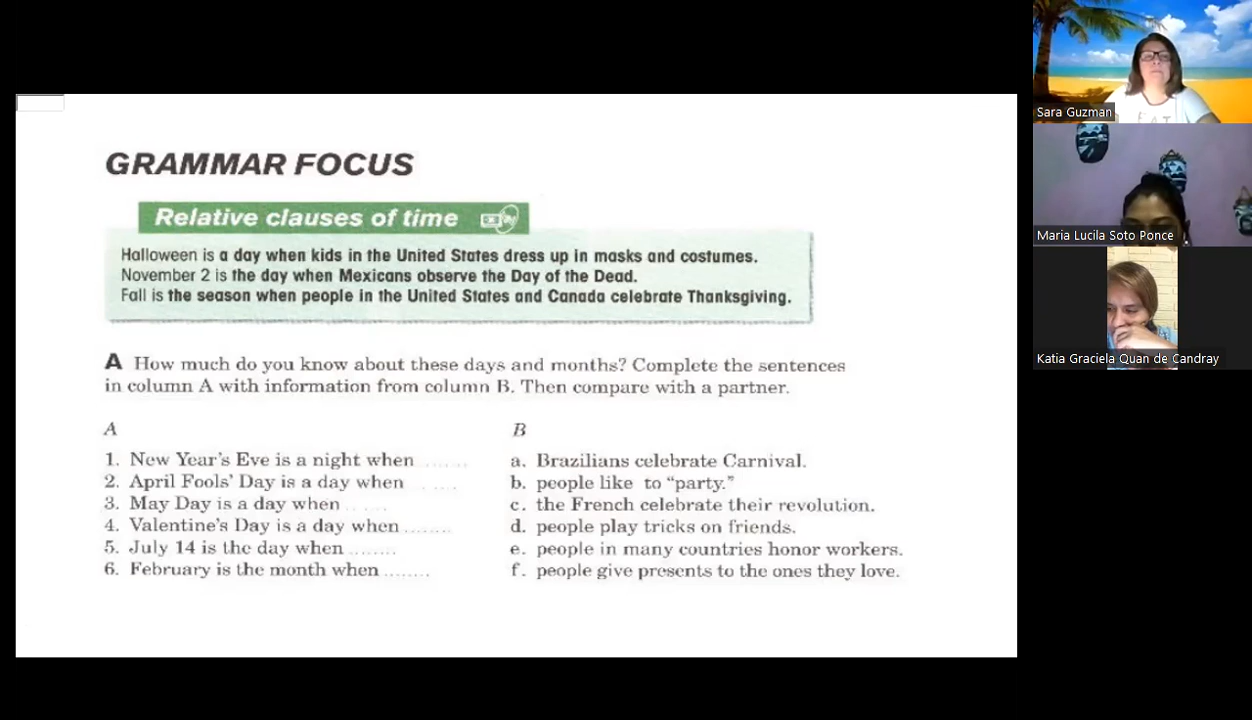 GRAMMAR FOCUS
Relative clauses of time
Halloween is a day when kids in the United States dress up in masks and costumes.
November 2 is the day when Mexicans observe the Day of the Dead.
Fall is the season when people in the United States and Canada celebrate Thanksgiving.
A How much do you know about these days and months? Complete the sentences
in column A with information from column B. Then compare with a partner.
A
1. New Year's Eve is a night when ........
2. April Fools' Day is a day when ........
3. May Day is a day when ........
4. Valentine's Day is a day when ........
5. July 14 is the day when ........
6. February is the month when ........
B
a. Brazilians celebrate Carnival.
b. people like to "party."
c. the French celebrate their revolution.
d. people play tricks on friends.
e. people in many countries honor workers.
f. people give presents to the ones they love.
Sara Guzman
Maria Lucila Soto Ponce
Katia Graciela Quan de Candray